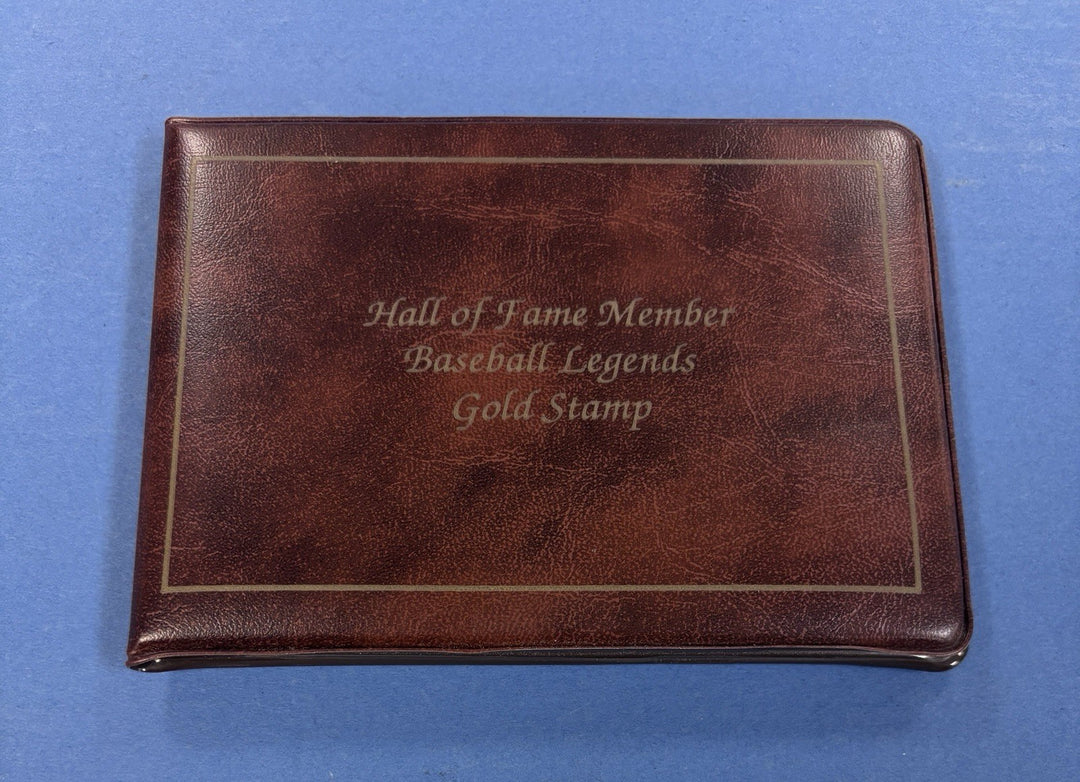 Hall of Fame Member
Baseball Legends
Gold Stamp